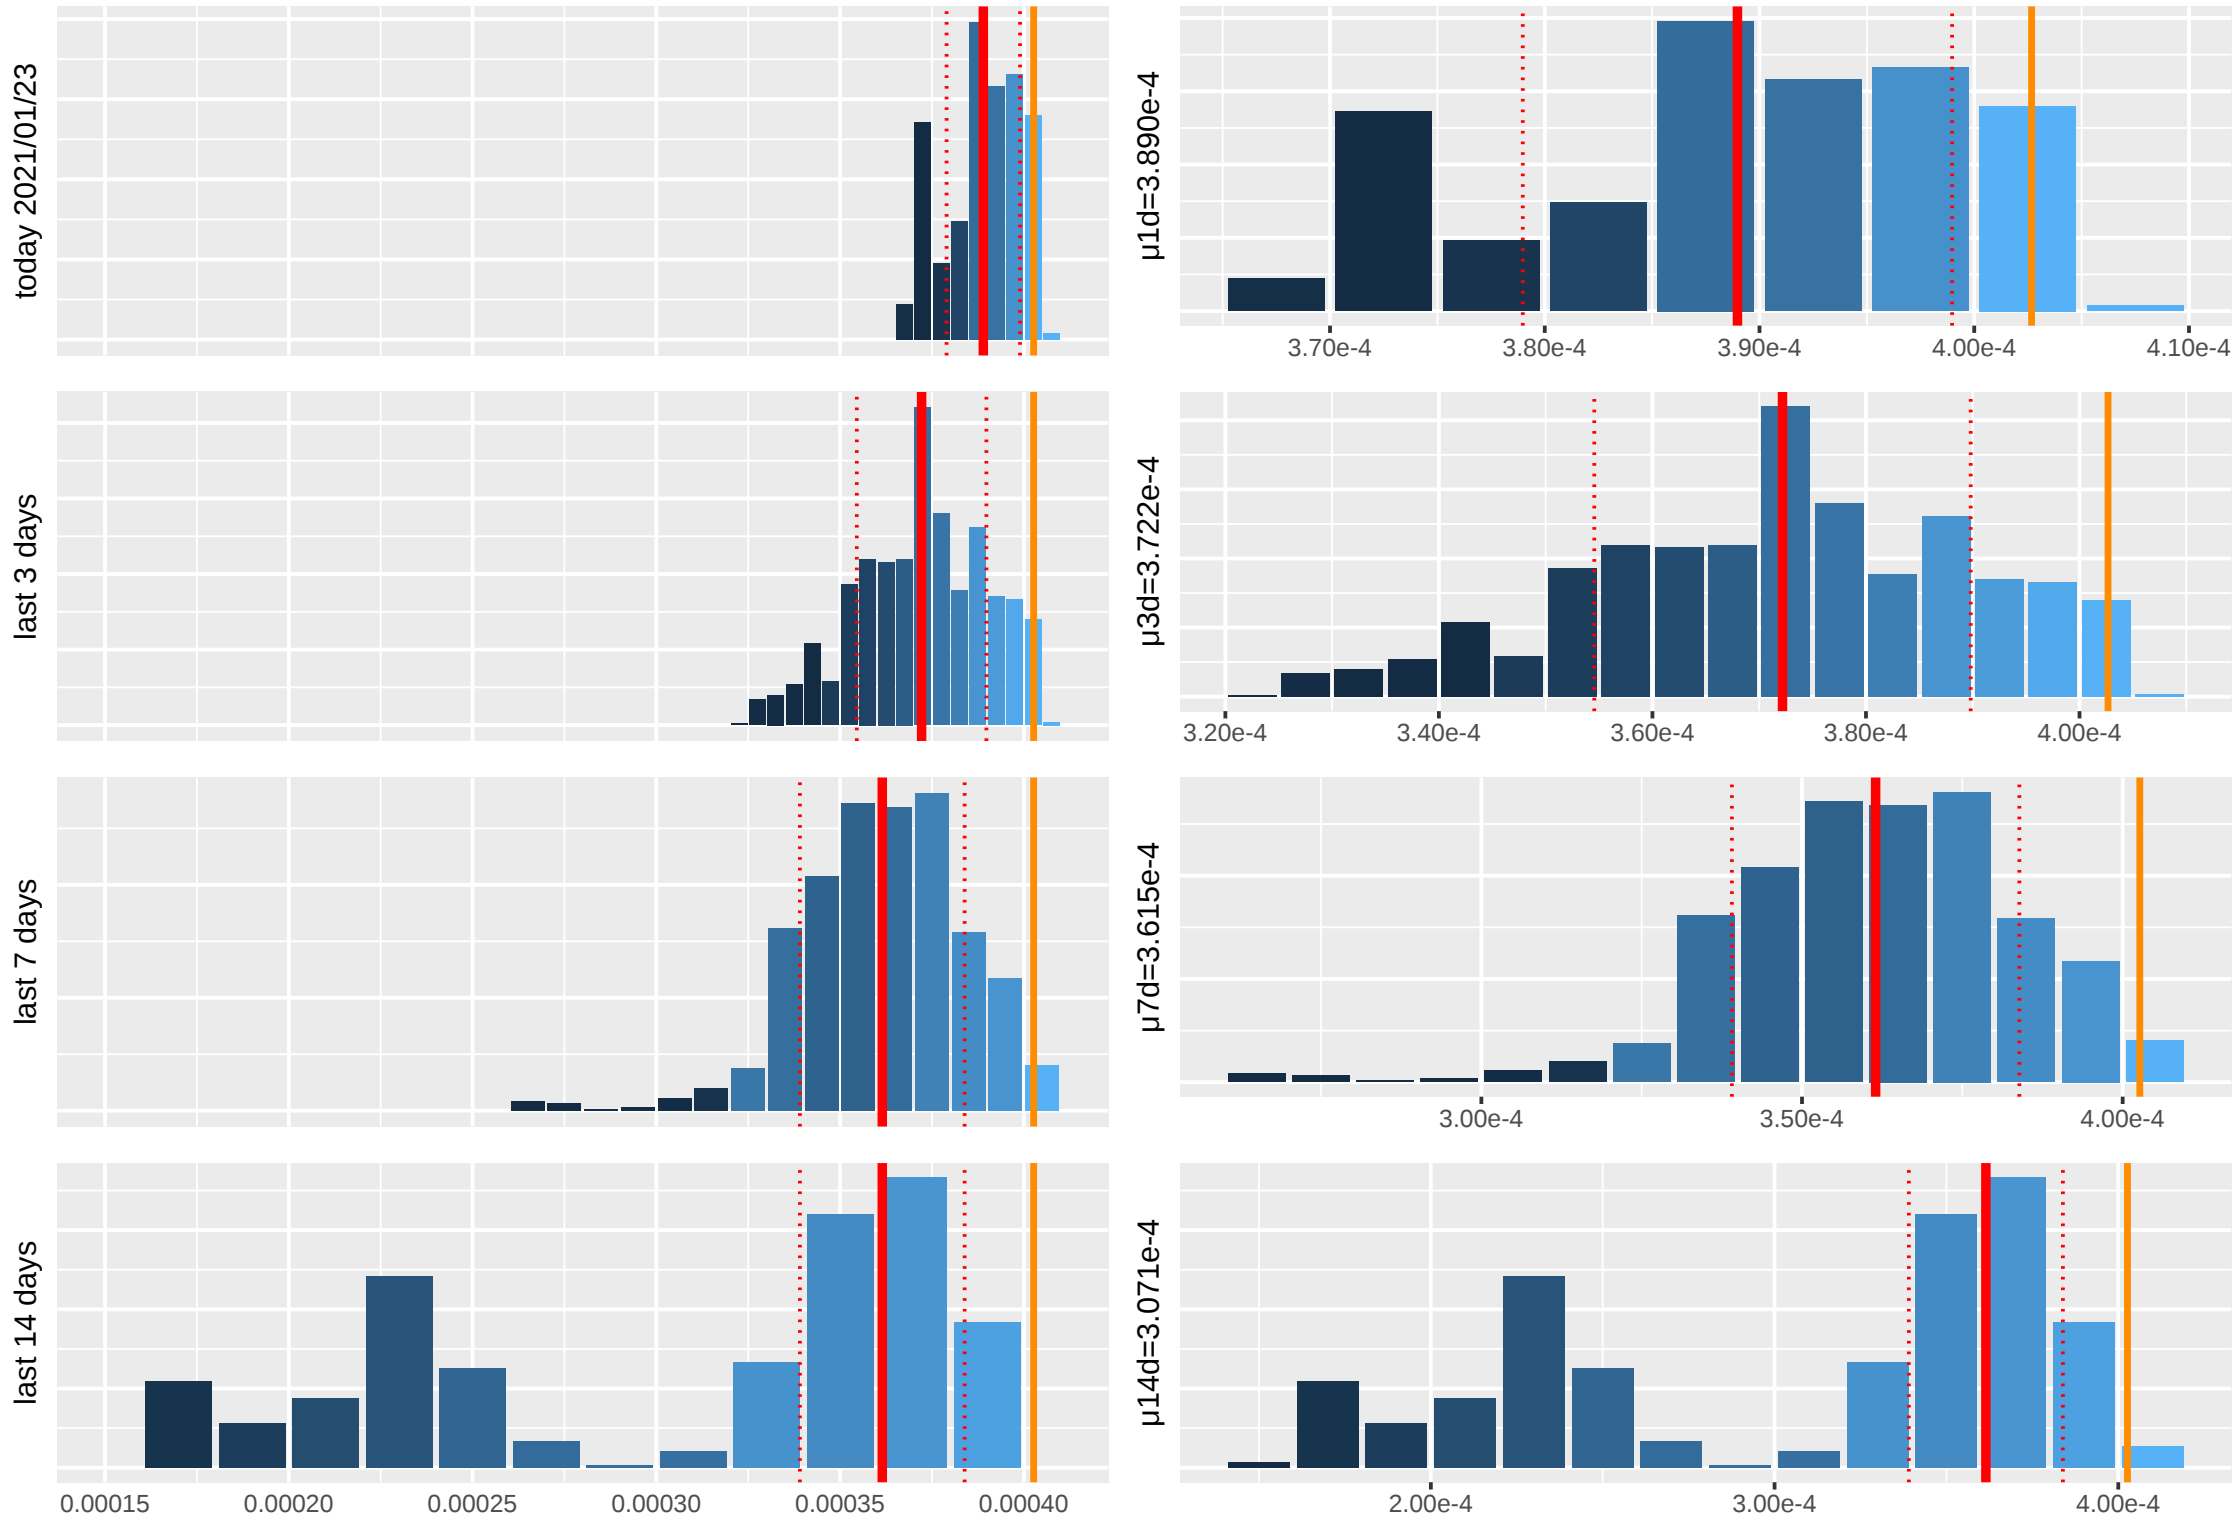 today 2021/01/23
µ1d=3.890e-4
3.70e-4 3.80e-4 3.90e-4 4.00e-4 4.10e-4
last 3 days
µ3d=3.722e-4
3.20e-4 3.40e-4 3.60e-4 3.80e-4 4.00e-4
last 7 days
µ7d=3.615e-4
3.00e-4 3.50e-4 4.00e-4
last 14 days
µ14d=3.071e-4
0.00015 0.00020 0.00025 0.00030 0.00035 0.00040
2.00e-4 3.00e-4 4.00e-4